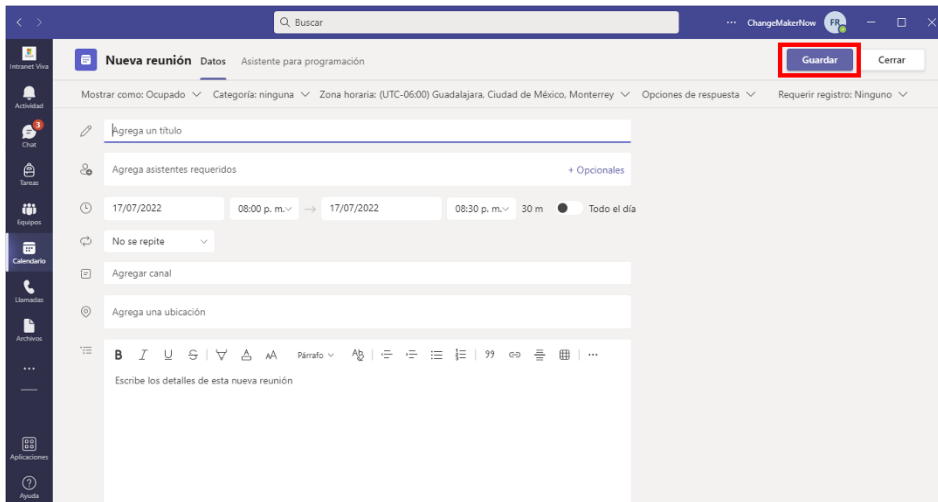 Buscar
ChangeMakerNow
FR
Intranet Viva
Actividad
3
Chat
Tareas
Equipos
Calendario
Llamadas
Archivos
Aplicaciones
Ayuda
Nueva reunión Datos Asistente para programación
Guardar Cerrar
Mostrar como: Ocupado Categoría: ninguna Zona horaria: (UTC-06:00) Guadalajara, Ciudad de México, Monterrey Opciones de respuesta Requerir registro: Ninguno
Agrega un título
Agrega asistentes requeridos + Opcionales
17/07/2022 08:00 p. m. → 17/07/2022 08:30 p. m. 30 m Todo el día
No se repite
Agregar canal
Agrega una ubicación
B I U S A AA Párrafo
Escribe los detalles de esta nueva reunión